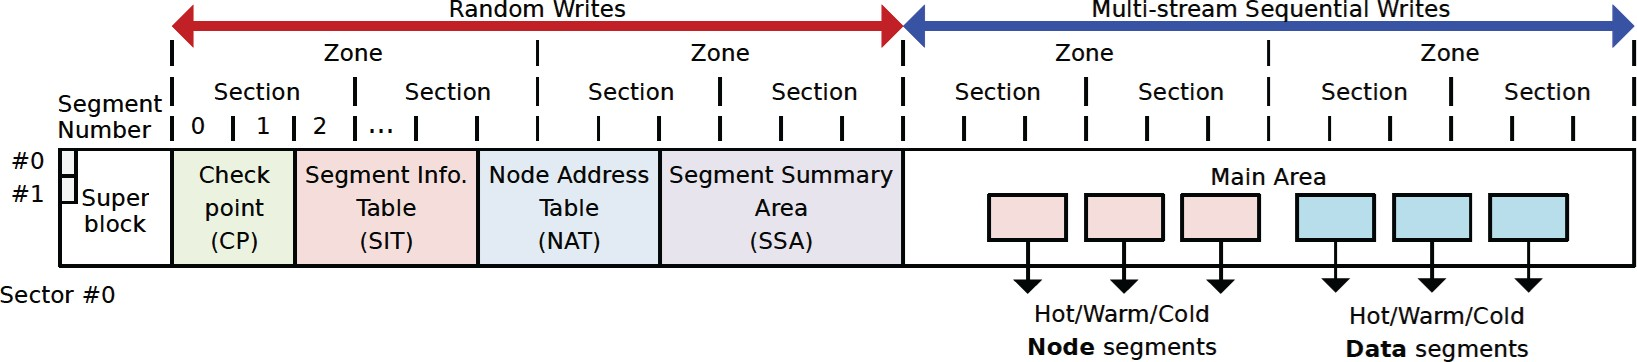 Random Writes
Multi-stream Sequential Writes
Zone
Zone
Zone
Zone
Section
Section
Section
Section
Section
Section
Section
Section
Segment
Number
0
1
2
...
#0
#1
Super
block
Check
point
(CP)
Segment Info.
Table
(SIT)
Node Address
Table
(NAT)
Segment Summary
Area
(SSA)
Main Area
Sector #0
Hot/Warm/Cold
Node segments
Hot/Warm/Cold
Data segments